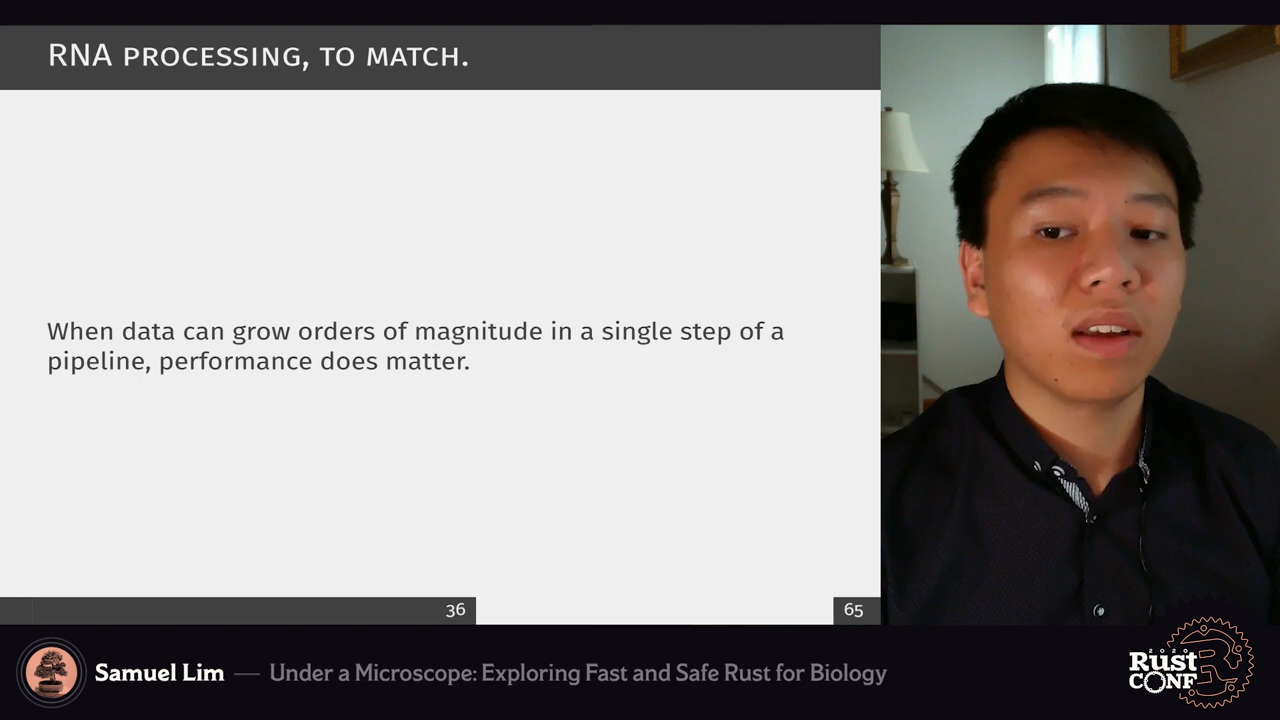 RNA PROCESSING, TO MATCH.
When data can grow orders of magnitude in a single step of a
pipeline, performance does matter.
36
65
Samuel Lim — Under a Microscope: Exploring Fast and Safe Rust for Biology
2020
Rust
CONF